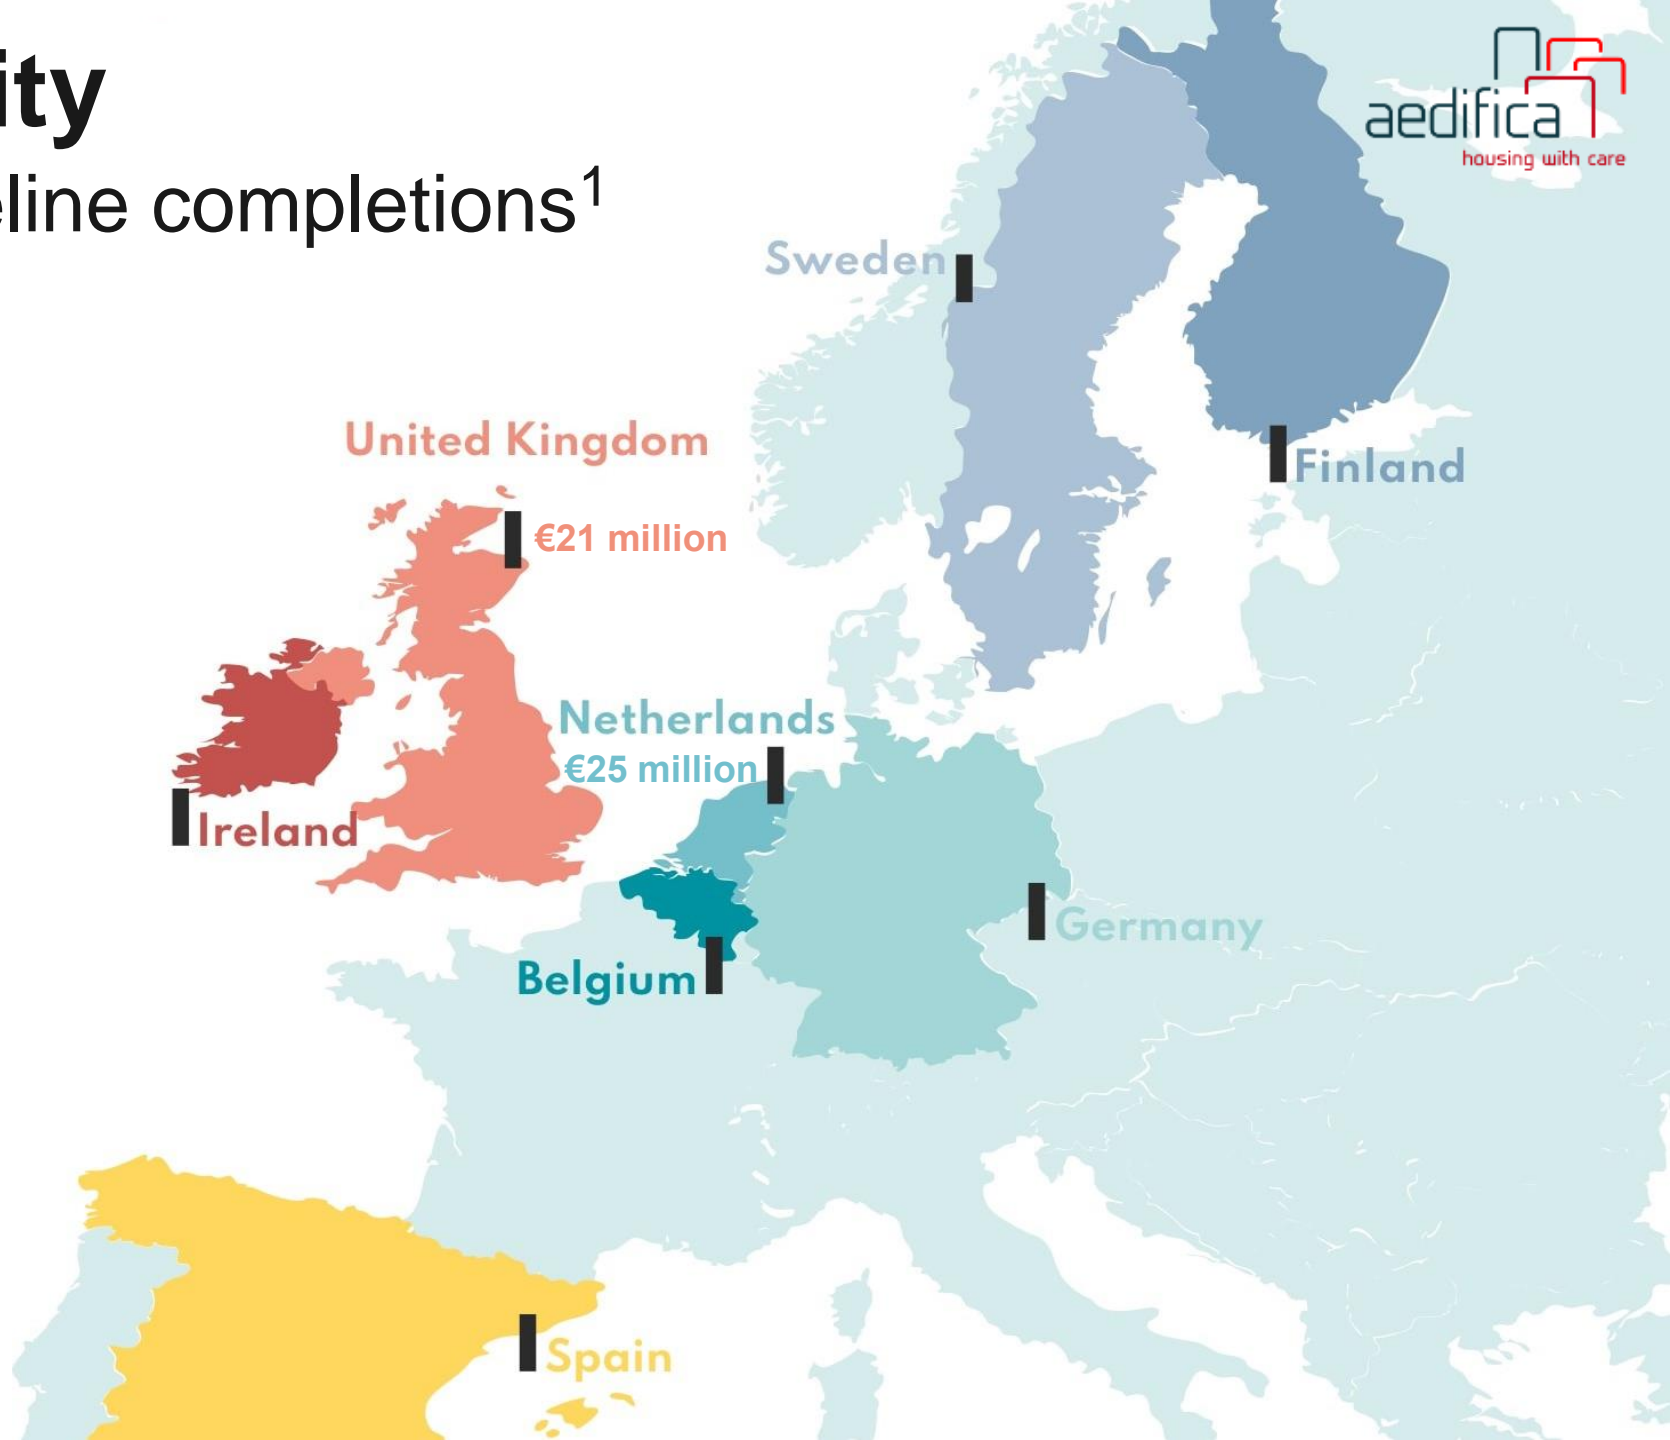 ity
eline completions¹
aedifica
housing with care
Sweden
United Kingdom
Finland
€21 million
Netherlands
€25 million
Ireland
Germany
Belgium
Spain